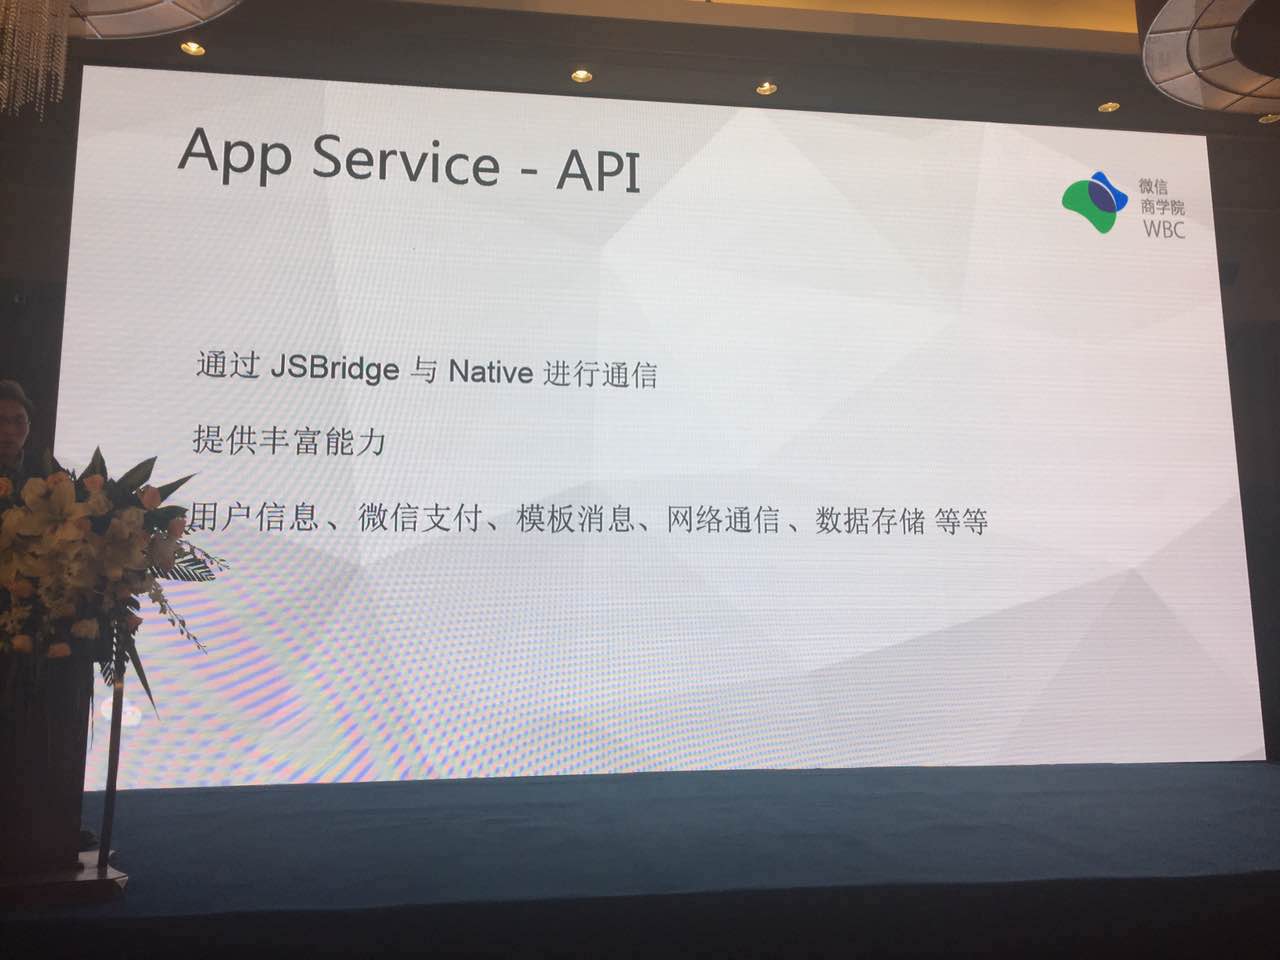 App Service - API
微信
商学院
WBC
通过 JSBridge 与 Native 进行通信
提供丰富能力
用户信息、微信支付、模板消息、网络通信、数据存储 等等